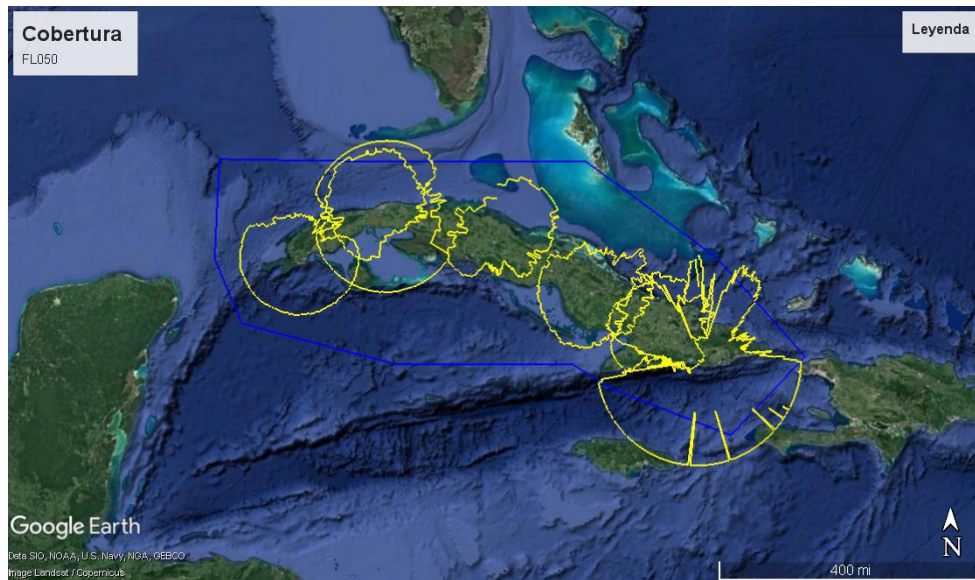 Cobertura
FL050
Leyenda
Google Earth
Data SIO, NOAA, U.S. Navy, NGA, GEBCO
Image Landsat / Copernicus
N
400 mi